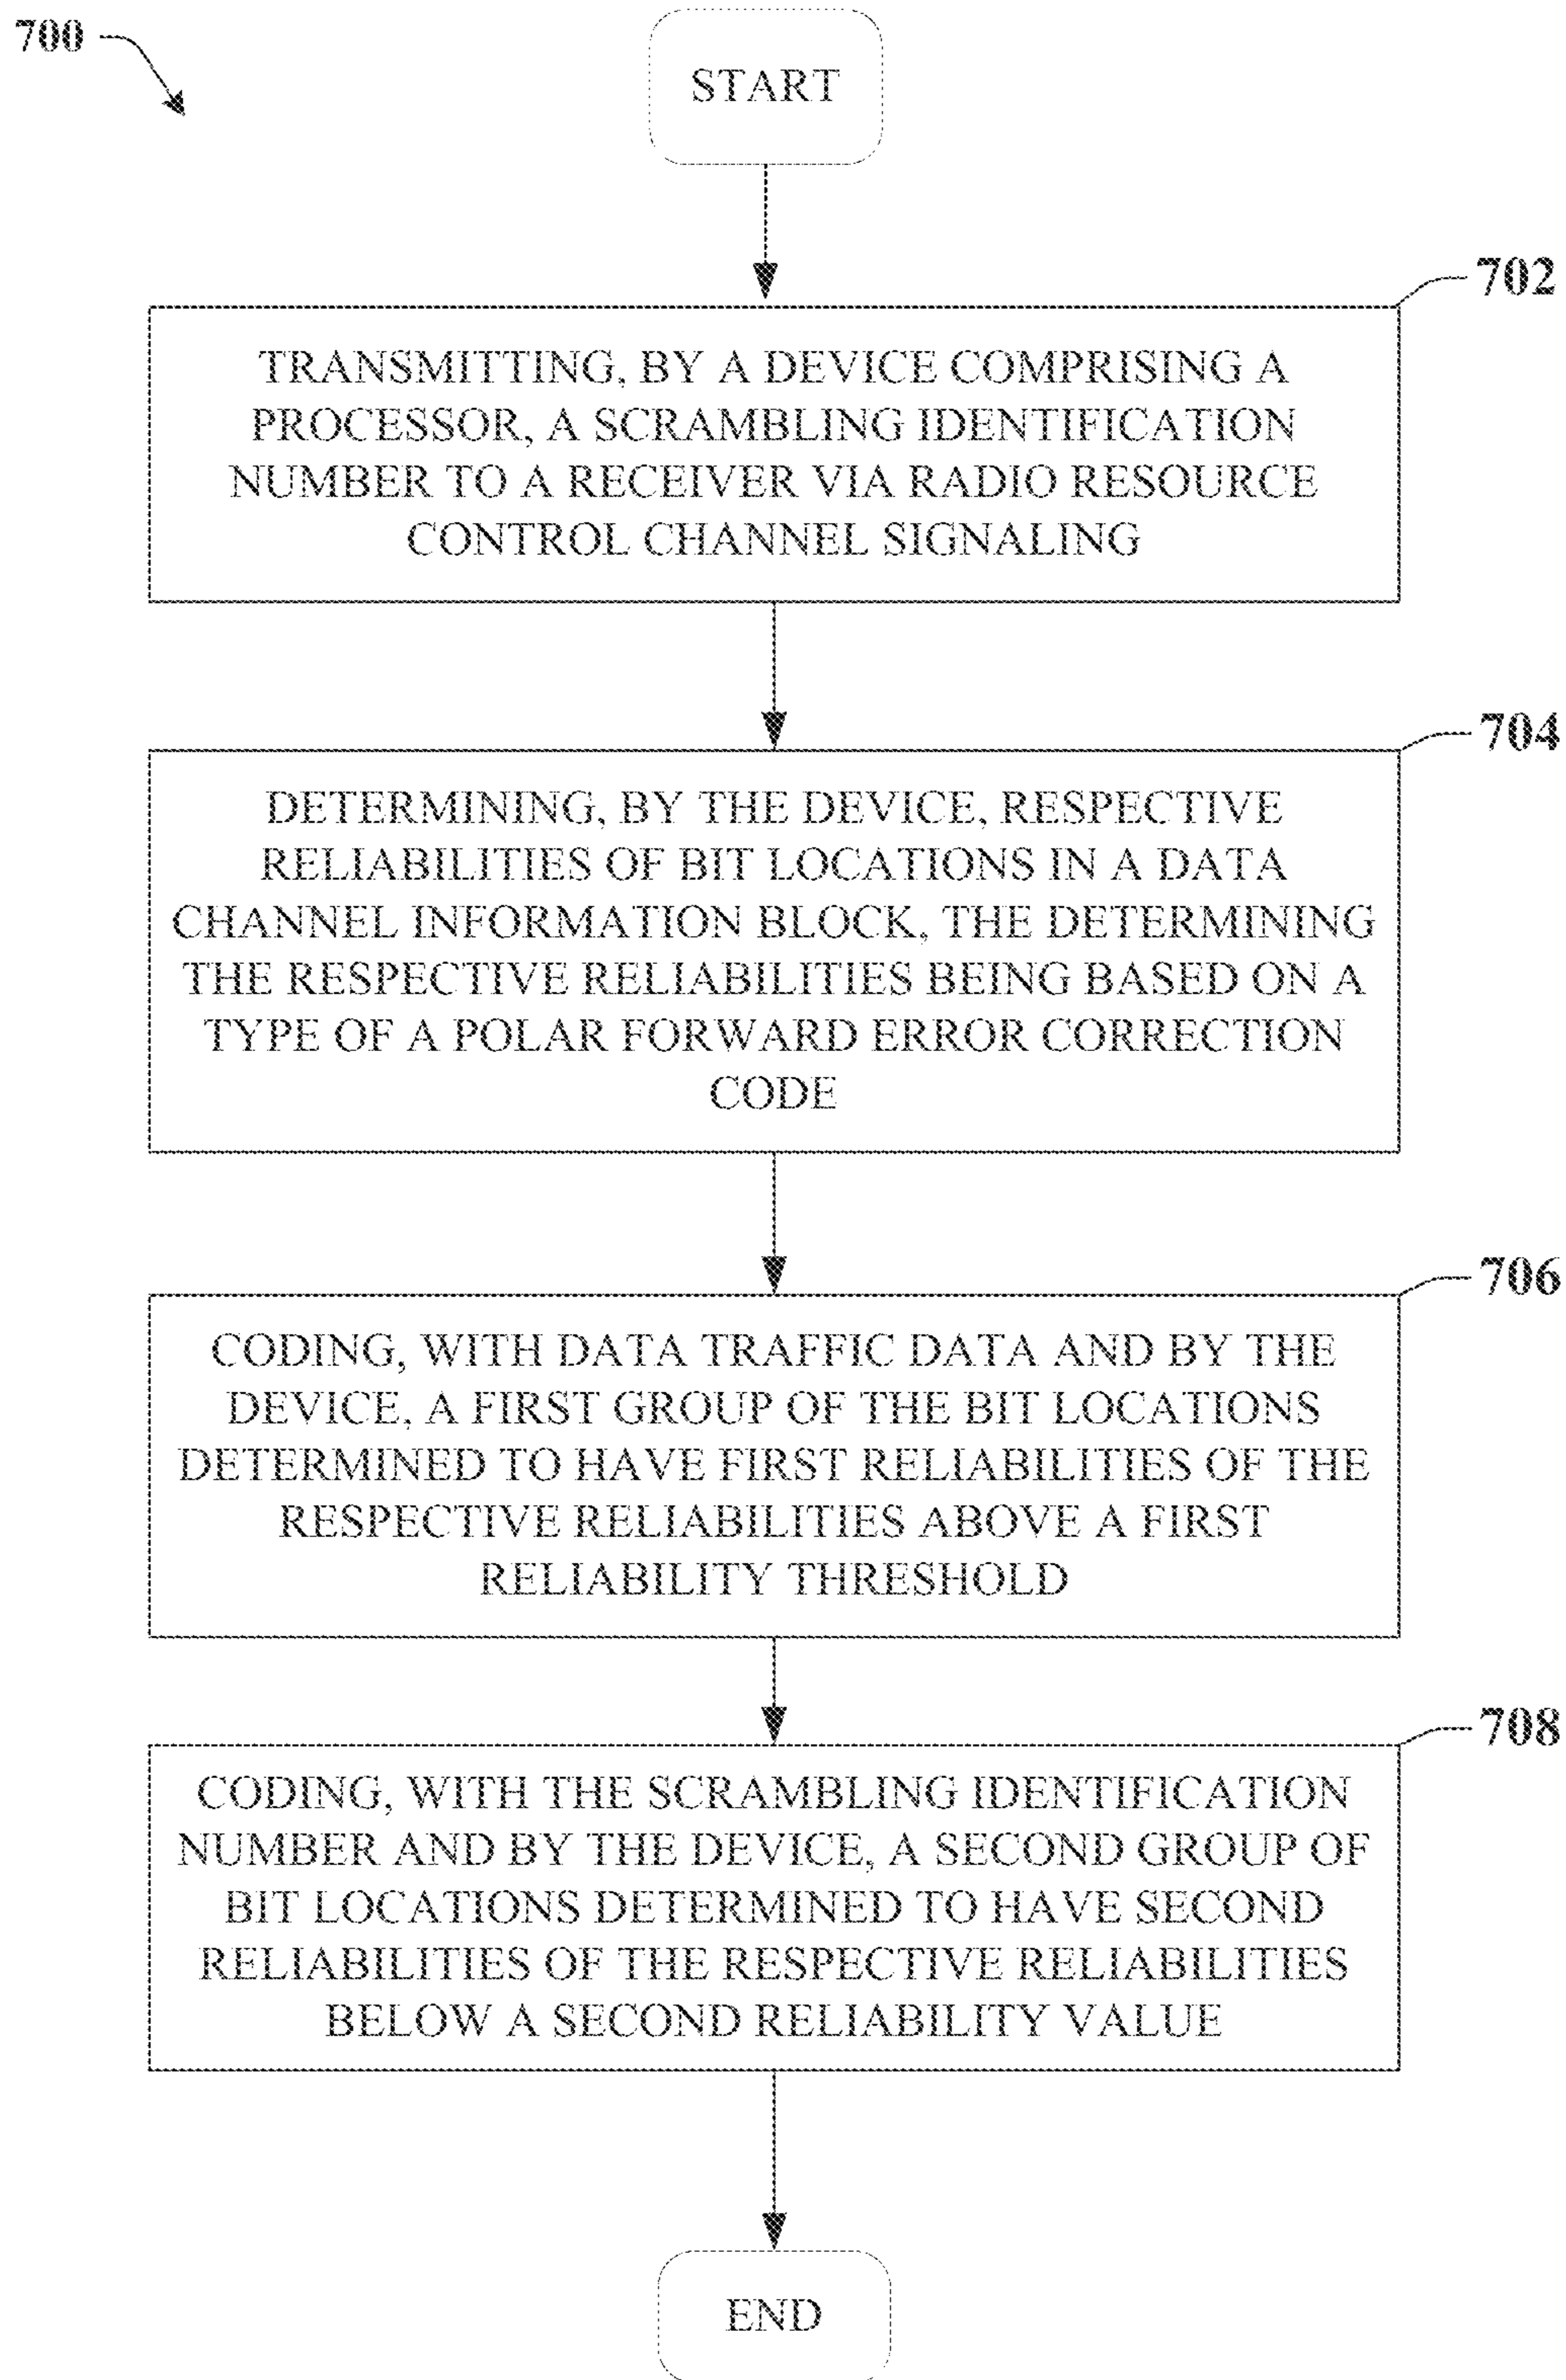 700
START
702
TRANSMITTING, BY A DEVICE COMPRISING A
PROCESSOR, A SCRAMBLING IDENTIFICATION
NUMBER TO A RECEIVER VIA RADIO RESOURCE
CONTROL CHANNEL SIGNALING
704
DETERMINING, BY THE DEVICE, RESPECTIVE
RELIABILITIES OF BIT LOCATIONS IN A DATA
CHANNEL INFORMATION BLOCK, THE DETERMINING
THE RESPECTIVE RELIABILITIES BEING BASED ON A
TYPE OF A POLAR FORWARD ERROR CORRECTION
CODE
706
CODING, WITH DATA TRAFFIC DATA AND BY THE
DEVICE, A FIRST GROUP OF THE BIT LOCATIONS
DETERMINED TO HAVE FIRST RELIABILITIES OF THE
RESPECTIVE RELIABILITIES ABOVE A FIRST
RELIABILITY THRESHOLD
708
CODING, WITH THE SCRAMBLING IDENTIFICATION
NUMBER AND BY THE DEVICE, A SECOND GROUP OF
BIT LOCATIONS DETERMINED TO HAVE SECOND
RELIABILITIES OF THE RESPECTIVE RELIABILITIES
BELOW A SECOND RELIABILITY VALUE
END